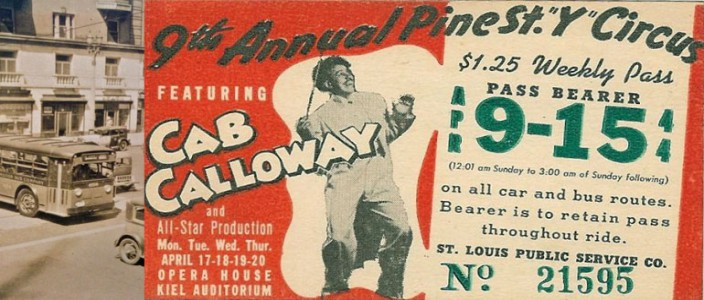 9th Annual Pine St. "Y" Circus
FEATURING
CAB
CALLOWAY
and
All-Star Production
Mon. Tue. Wed. Thur.
APRIL 17-18-19-20
OPERA HOUSE
KIEL AUDITORIUM
$1.25 Weekly Pass
PASS BEARER
APR 9-15 44
(12:01 am Sunday to 3:00 am of Sunday following)
on all car and bus routes.
Bearer is to retain pass
throughout ride.
ST. LOUIS PUBLIC SERVICE CO.
No. 21595